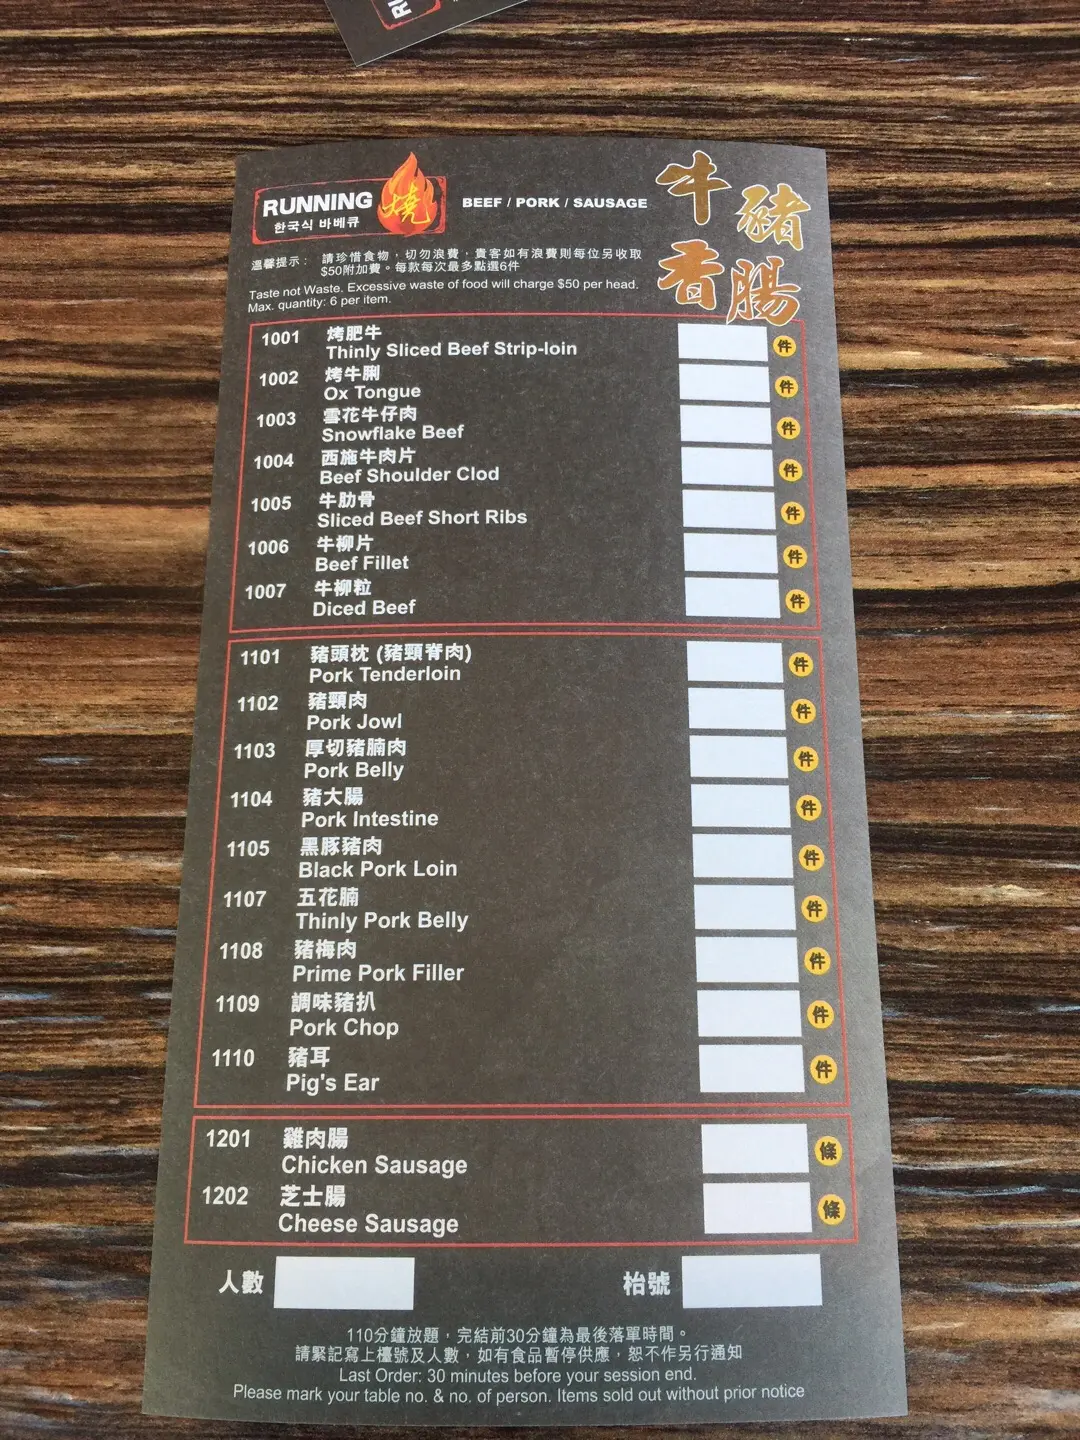 RUNNING 燒
한국식 바베큐
BEEF / PORK / SAUSAGE
牛豬
香腸
溫馨提示： 請珍惜食物，切勿浪費，貴客如有浪費則每位另收取
$50附加費。每款每次最多點選6件
Taste not Waste. Excessive waste of food will charge $50 per head.
Max. quantity: 6 per item.
1001 烤肥牛 件
Thinly Sliced Beef Strip-loin
1002 烤牛脷 件
Ox Tongue
1003 雪花牛仔肉 件
Snowflake Beef
1004 西施牛肉片 件
Beef Shoulder Clod
1005 牛肋骨 件
Sliced Beef Short Ribs
1006 牛柳片 件
Beef Fillet
1007 牛柳粒 件
Diced Beef
1101 豬頭枕 (豬頸脊肉) 件
Pork Tenderloin
1102 豬頸肉 件
Pork Jowl
1103 厚切豬腩肉 件
Pork Belly
1104 豬大腸 件
Pork Intestine
1105 黑豚豬肉 件
Black Pork Loin
1107 五花腩 件
Thinly Pork Belly
1108 豬梅肉 件
Prime Pork Filler
1109 調味豬扒 件
Pork Chop
1110 豬耳 件
Pig's Ear
1201 雞肉腸 條
Chicken Sausage
1202 芝士腸 條
Cheese Sausage
人數 枱號
110分鐘放題，完結前30分鐘為最後落單時間。
請緊記寫上檯號及人數，如有食品暫停供應，恕不作另行通知
Last Order: 30 minutes before your session end.
Please mark your table no. & no. of person. Items sold out without prior notice